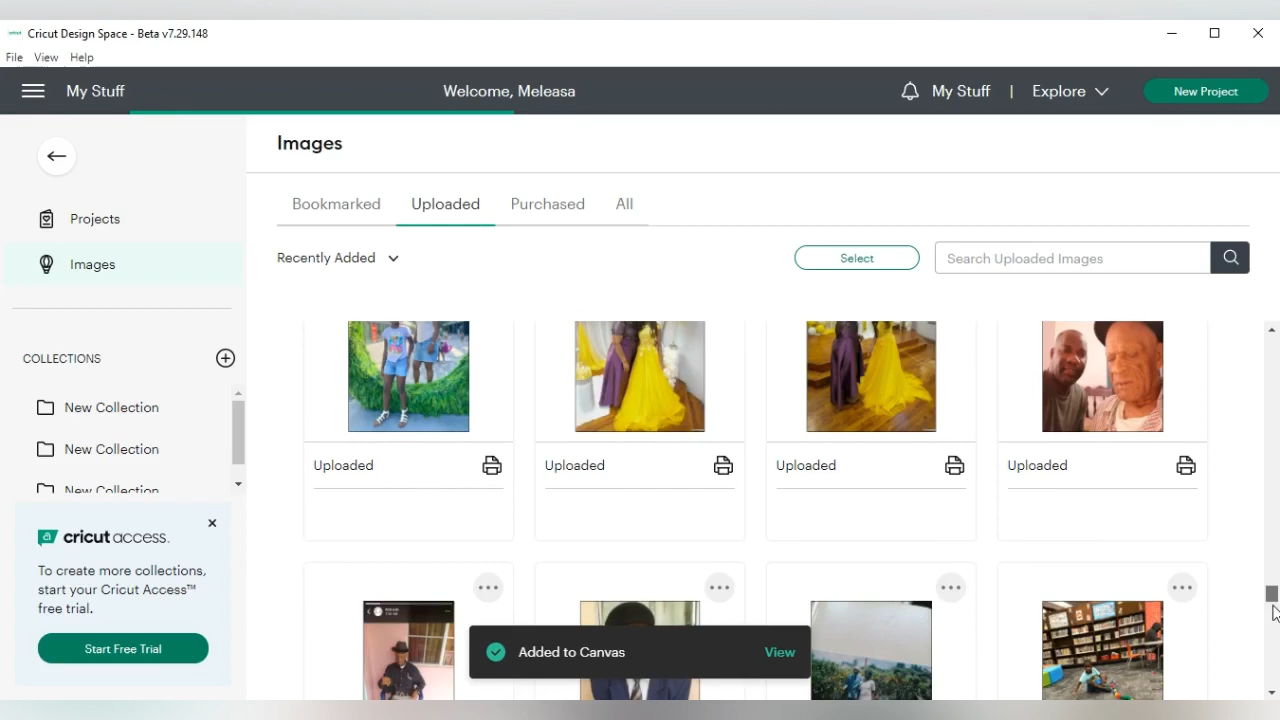 Cricut Design Space - Beta v7.29.148
File View Help
My Stuff
Welcome, Meleasa
My Stuff | Explore
New Project
Images
Bookmarked Uploaded Purchased All
Projects
Images
Recently Added
Select
Search Uploaded Images
COLLECTIONS
New Collection
New Collection
New Collection
Uploaded
Uploaded
Uploaded
Uploaded
a cricut access.
To create more collections,
start your Cricut Access™
free trial.
Start Free Trial
Added to Canvas
View